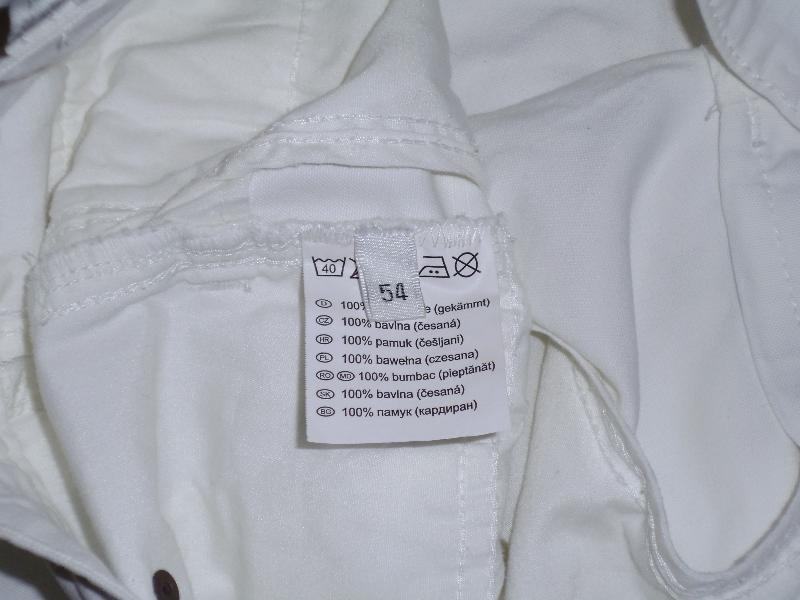 40
54
D 100% (gekämmt)
CZ 100% bavlna (česaná)
HR 100% pamuk (češljani)
PL 100% bawełna (czesana)
RO MD 100% bumbac (pieptănăt)
SK 100% bavlna (česaná)
BG 100% памук (кардиран)